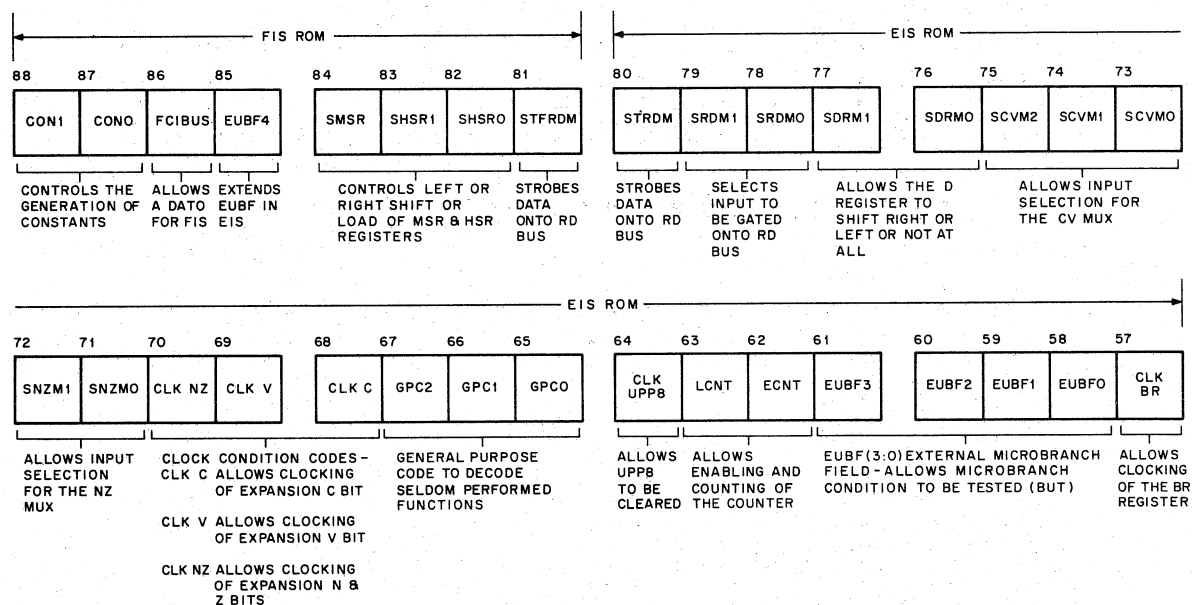 FIS ROM
EIS ROM
88 87 86 85 84 83 82 81 80 79 78 77 76 75 74 73
CON1 CONO FCIBUS EUBF4 SMSR SHSR1 SHSRO STFRDM STRDM SRDM1 SRDMO SDRM1 SDRMO SCVM2 SCVM1 SCVMO
CONTROLS THE
GENERATION OF
CONSTANTS
ALLOWS
A DATO
FOR FIS
EXTENDS
EUBF IN
EIS
CONTROLS LEFT OR
RIGHT SHIFT OR
LOAD OF MSR & HSR
REGISTERS
STROBES
DATA
ONTO RD
BUS
STROBES
DATA
ONTO RD
BUS
SELECTS
INPUT TO
BE GATED
ONTO RD
BUS
ALLOWS THE D
REGISTER TO
SHIFT RIGHT OR
LEFT OR NOT AT
ALL
ALLOWS INPUT
SELECTION FOR
THE CV MUX
EIS ROM
72 71 70 69 68 67 66 65 64 63 62 61 60 59 58 57
SNZM1 SNZMO CLK NZ CLK V CLK C GPC2 GPC1 GPCO CLK UPP8 LCNT ECNT EUBF3 EUBF2 EUBF1 EUBFO CLK BR
ALLOWS INPUT
SELECTION
FOR THE NZ
MUX
CLOCK CONDITION CODES-
CLK C ALLOWS CLOCKING
OF EXPANSION C BIT
CLK V ALLOWS CLOCKING
OF EXPANSION V BIT
CLK NZ ALLOWS CLOCKING
OF EXPANSION N &
Z BITS
GENERAL PURPOSE
CODE TO DECODE
SELDOM PERFORMED
FUNCTIONS
ALLOWS
UPP8
TO BE
CLEARED
ALLOWS
ENABLING AND
COUNTING OF
THE COUNTER
EUBF(3:0) EXTERNAL MICROBRANCH
FIELD-ALLOWS MICROBRANCH
CONDITION TO BE TESTED (BUT)
ALLOWS
CLOCKING
OF THE BR
REGISTER